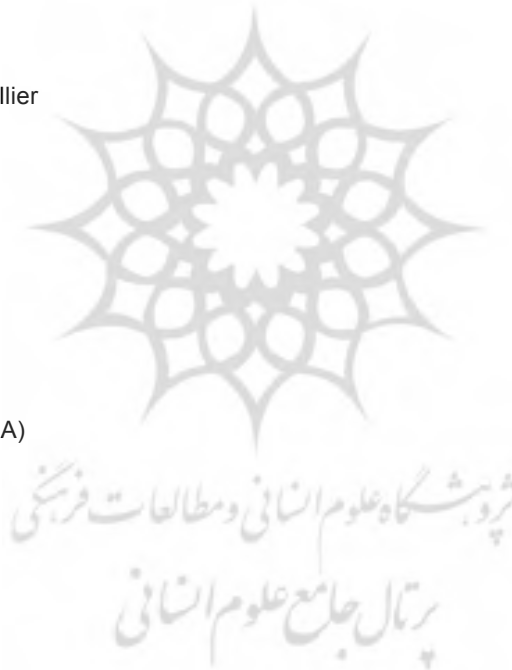 llier
A)
پژوهشگاه علوم انسانی و مطالعات فرهنگی
پرتال جامع علوم انسانی